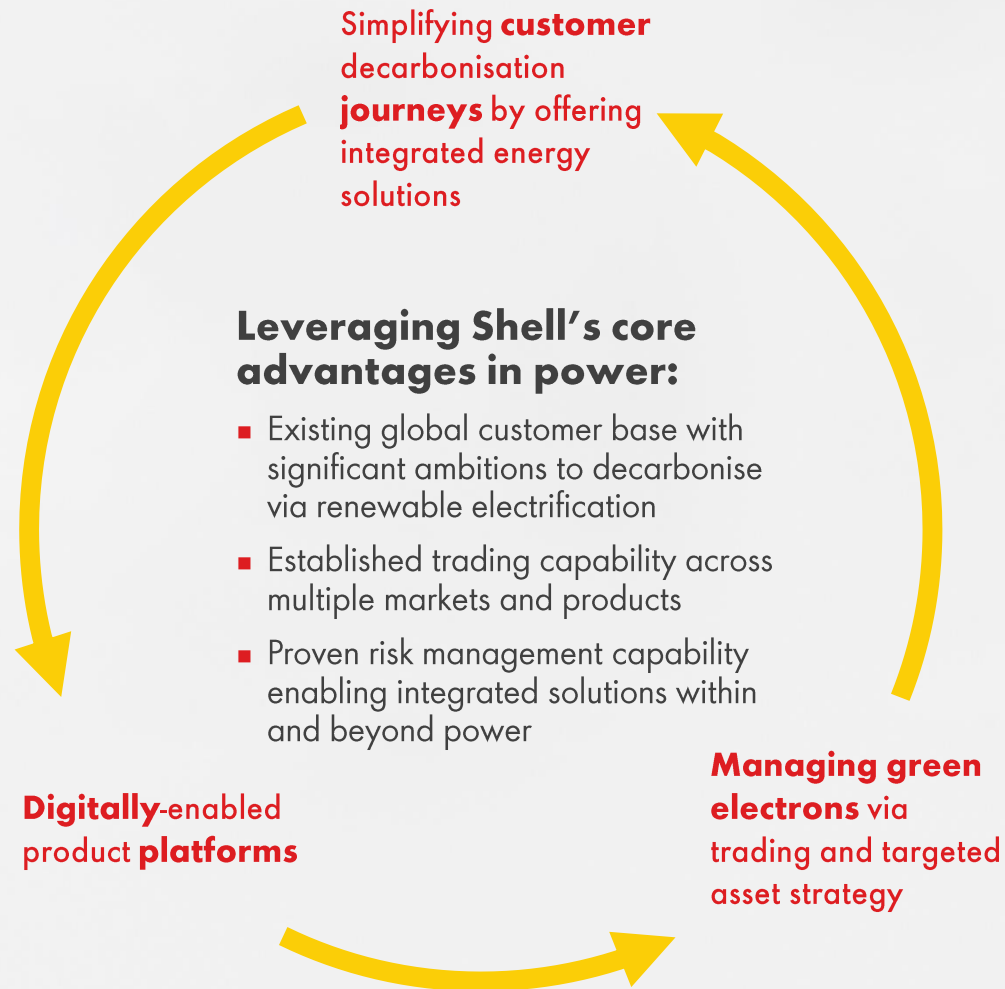 Simplifying customer
decarbonisation
journeys by offering
integrated energy
solutions
Leveraging Shell’s core
advantages in power:
■ Existing global customer base with
significant ambitions to decarbonise
via renewable electrification
■ Established trading capability across
multiple markets and products
■ Proven risk management capability
enabling integrated solutions within
and beyond power
Digitally-enabled
product platforms
Managing green
electrons via
trading and targeted
asset strategy